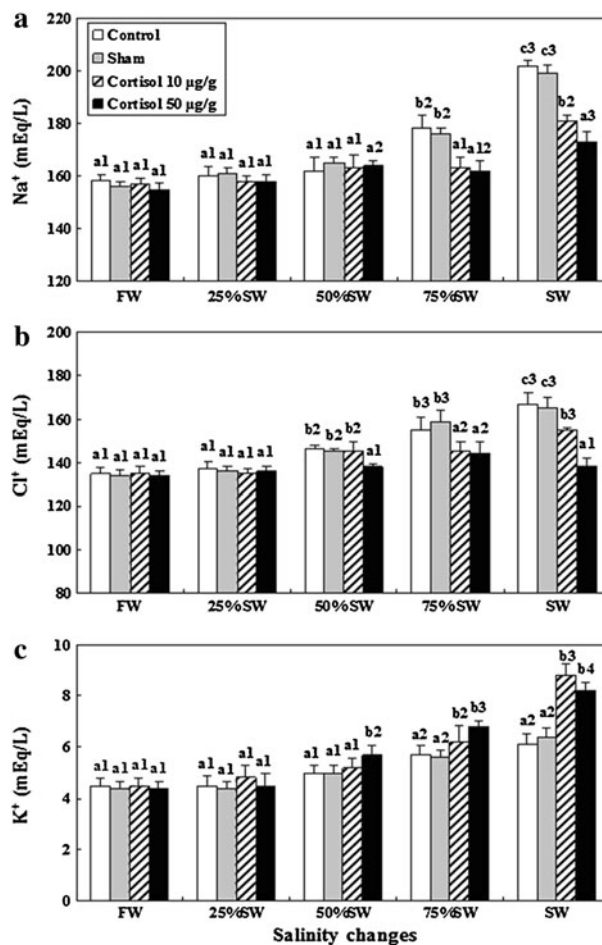 a
Control
Sham
Cortisol 10 µg/g
Cortisol 50 µg/g
Na⁺ (mEq/L)
220
200
180
160
140
120
a1 a1 a1 a1
a1 a1 a1 a1
a1 a1 a1 a2
b2 b2 a1 a12
c3 c3 b2 a3
FW 25%SW 50%SW 75%SW SW
b
Cl⁺ (mEq/L)
200
180
160
140
120
100
80
a1 a1 a1 a1
a1 a1 a1 a1
b2 b2 b2 a1
b3 b3 a2 a2
c3 c3 b3 a1
FW 25%SW 50%SW 75%SW SW
c
K⁺ (mEq/L)
10
8
6
4
2
0
a1 a1 a1 a1
a1 a1 a1 a1
a1 a1 a1 b2
a2 a2 b2 b3
a2 a2 b3 b4
FW 25%SW 50%SW 75%SW SW
Salinity changes